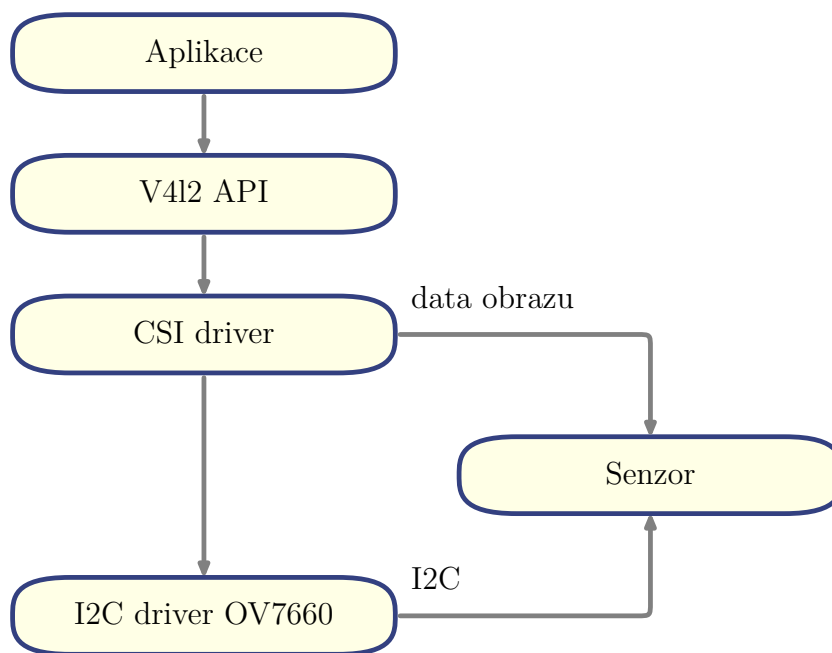 Aplikace
V4l2 API
data obrazu
CSI driver
Senzor
I2C
I2C driver OV7660